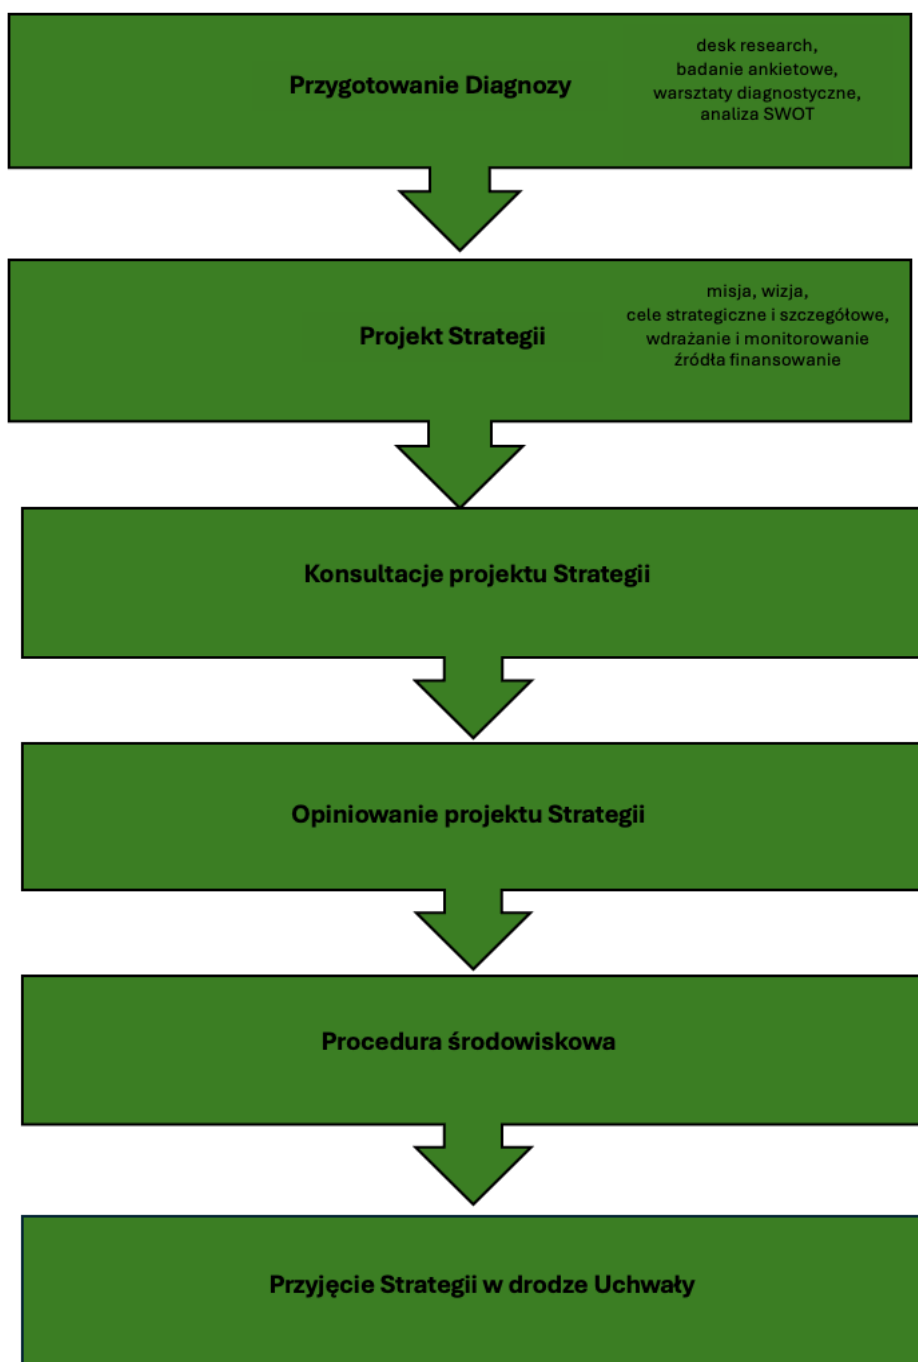 Przygotowanie Diagnozy
desk research,
badanie ankietowe,
warsztaty diagnostyczne,
analiza SWOT
Projekt Strategii
misja, wizja,
cele strategiczne i szczegółowe,
wdrażanie i monitorowanie
źródła finansowanie
Konsultacje projektu Strategii
Opiniowanie projektu Strategii
Procedura środowiskowa
Przyjęcie Strategii w drodze Uchwały